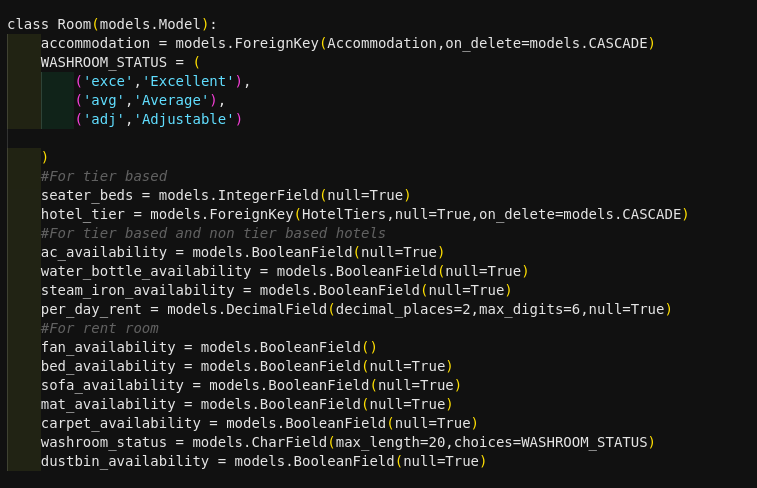 class Room(models.Model):
    accommodation = models.ForeignKey(Accommodation,on_delete=models.CASCADE)
    WASHROOM_STATUS = (
        ('exce','Excellent'),
        ('avg','Average'),
        ('adj','Adjustable')

    )
    #For tier based
    seater_beds = models.IntegerField(null=True)
    hotel_tier = models.ForeignKey(HotelTiers,null=True,on_delete=models.CASCADE)
    #For tier based and non tier based hotels
    ac_availability = models.BooleanField(null=True)
    water_bottle_availability = models.BooleanField(null=True)
    steam_iron_availability = models.BooleanField(null=True)
    per_day_rent = models.DecimalField(decimal_places=2,max_digits=6,null=True)
    #For rent room
    fan_availability = models.BooleanField()
    bed_availability = models.BooleanField(null=True)
    sofa_availability = models.BooleanField(null=True)
    mat_availability = models.BooleanField(null=True)
    carpet_availability = models.BooleanField(null=True)
    washroom_status = models.CharField(max_length=20,choices=WASHROOM_STATUS)
    dustbin_availability = models.BooleanField(null=True)